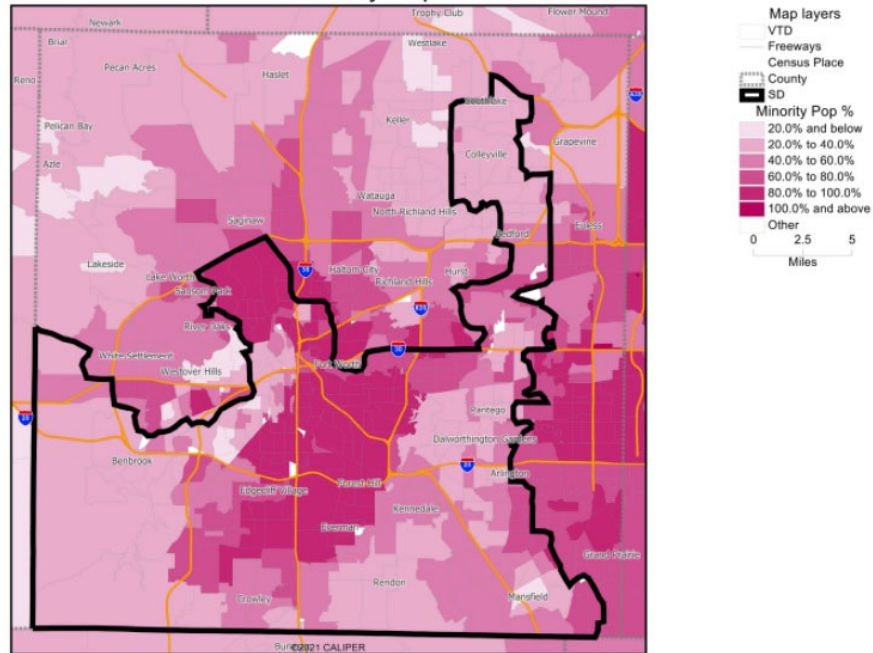 Trophy Club
Flower Mound
Newark
Briar
Westlake
Pecan Acres
Haslet
Reno
Keller
Pelican Bay
Grapevine
Colleyville
Azle
Watauga
North Richland Hills
Saginaw
Bedford
Euless
Lakeside
Lake Worth
Haltom City
Hurst
Sansom Park
Richland Hills
River Oaks
White Settlement
Fort Worth
Westover Hills
Pantego
Dalworthington Gardens
Benbrook
Arlington
Edgecliff Village
Forest Hill
Kennedale
Everman
Grand Prairie
Rendon
Crowley
Mansfield
©2021 CALIPER
Map layers
VTD
Freeways
Census Place
County
SD
Minority Pop %
20.0% and below
20.0% to 40.0%
40.0% to 60.0%
60.0% to 80.0%
80.0% to 100.0%
100.0% and above
Other
0 2.5 5
Miles